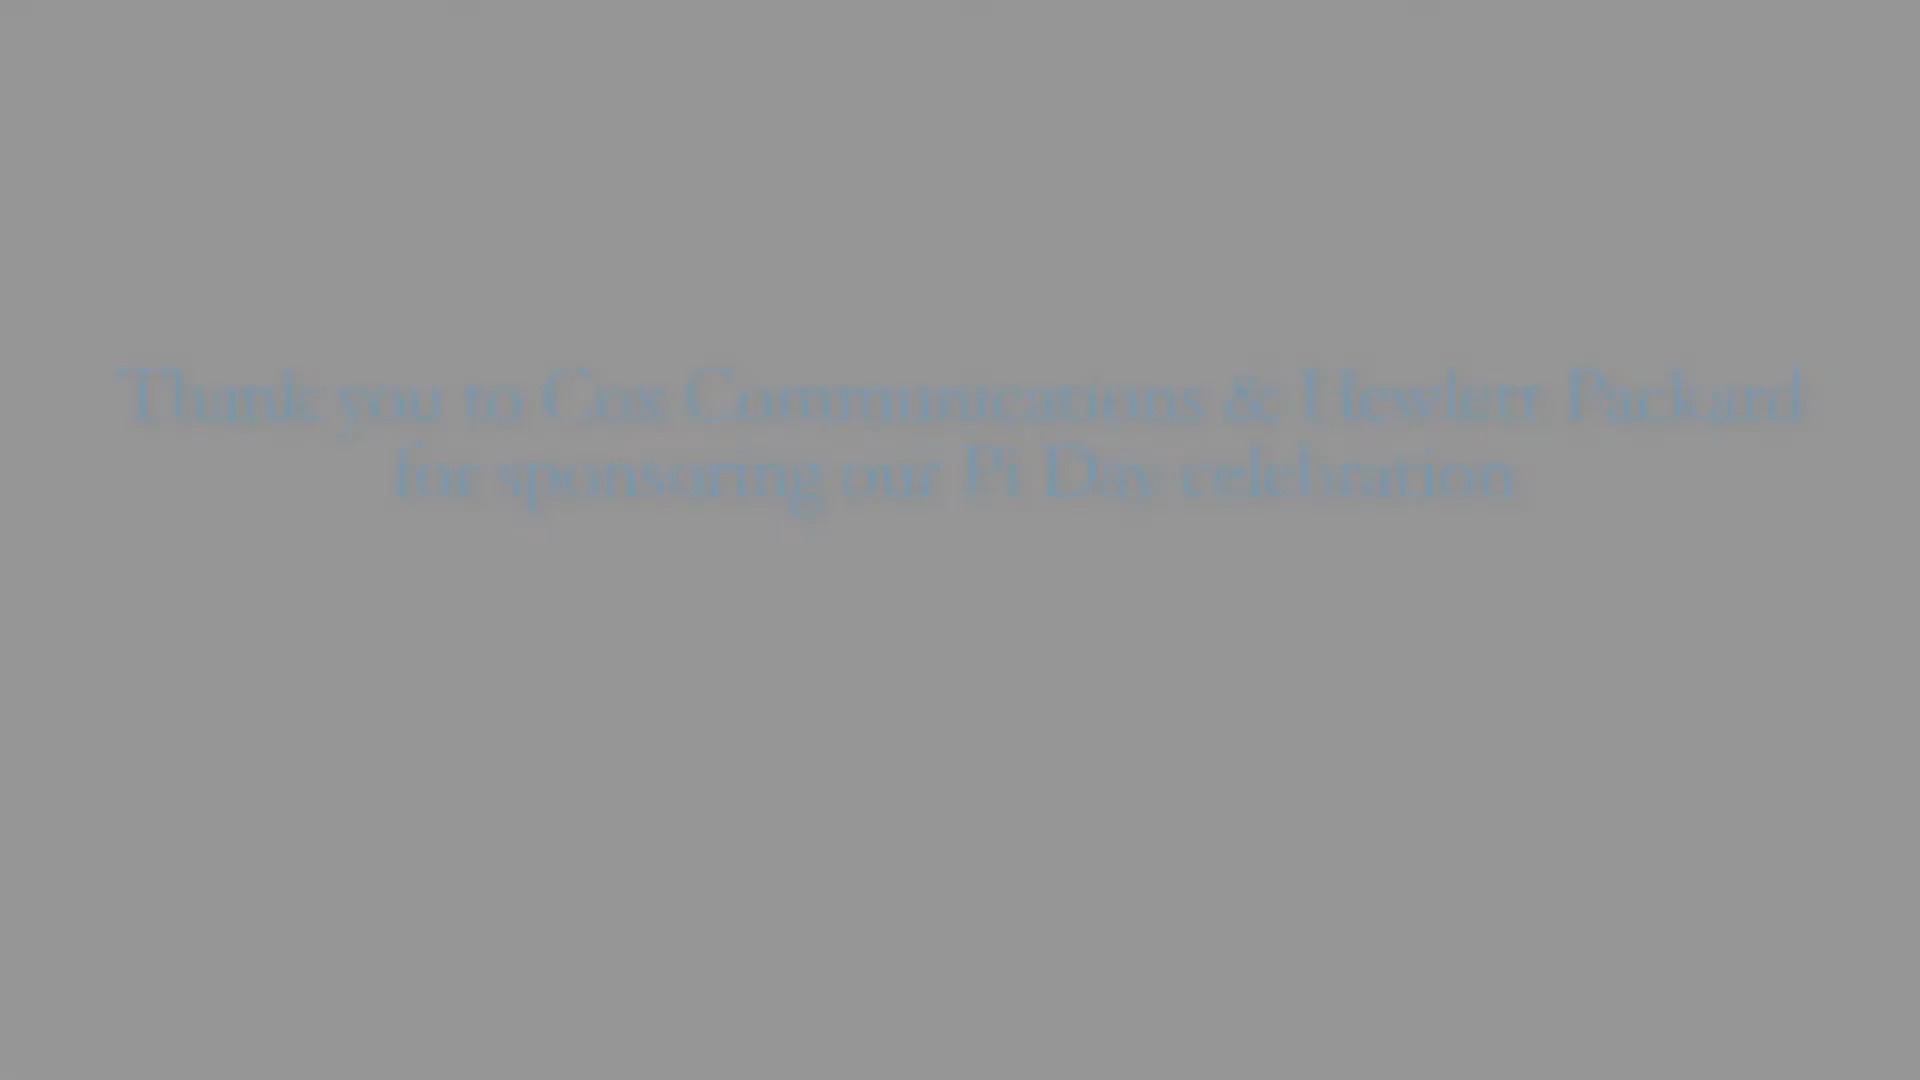 Thank you to Cox Communications & Hewlett Packard
for sponsoring our Pi Day celebration